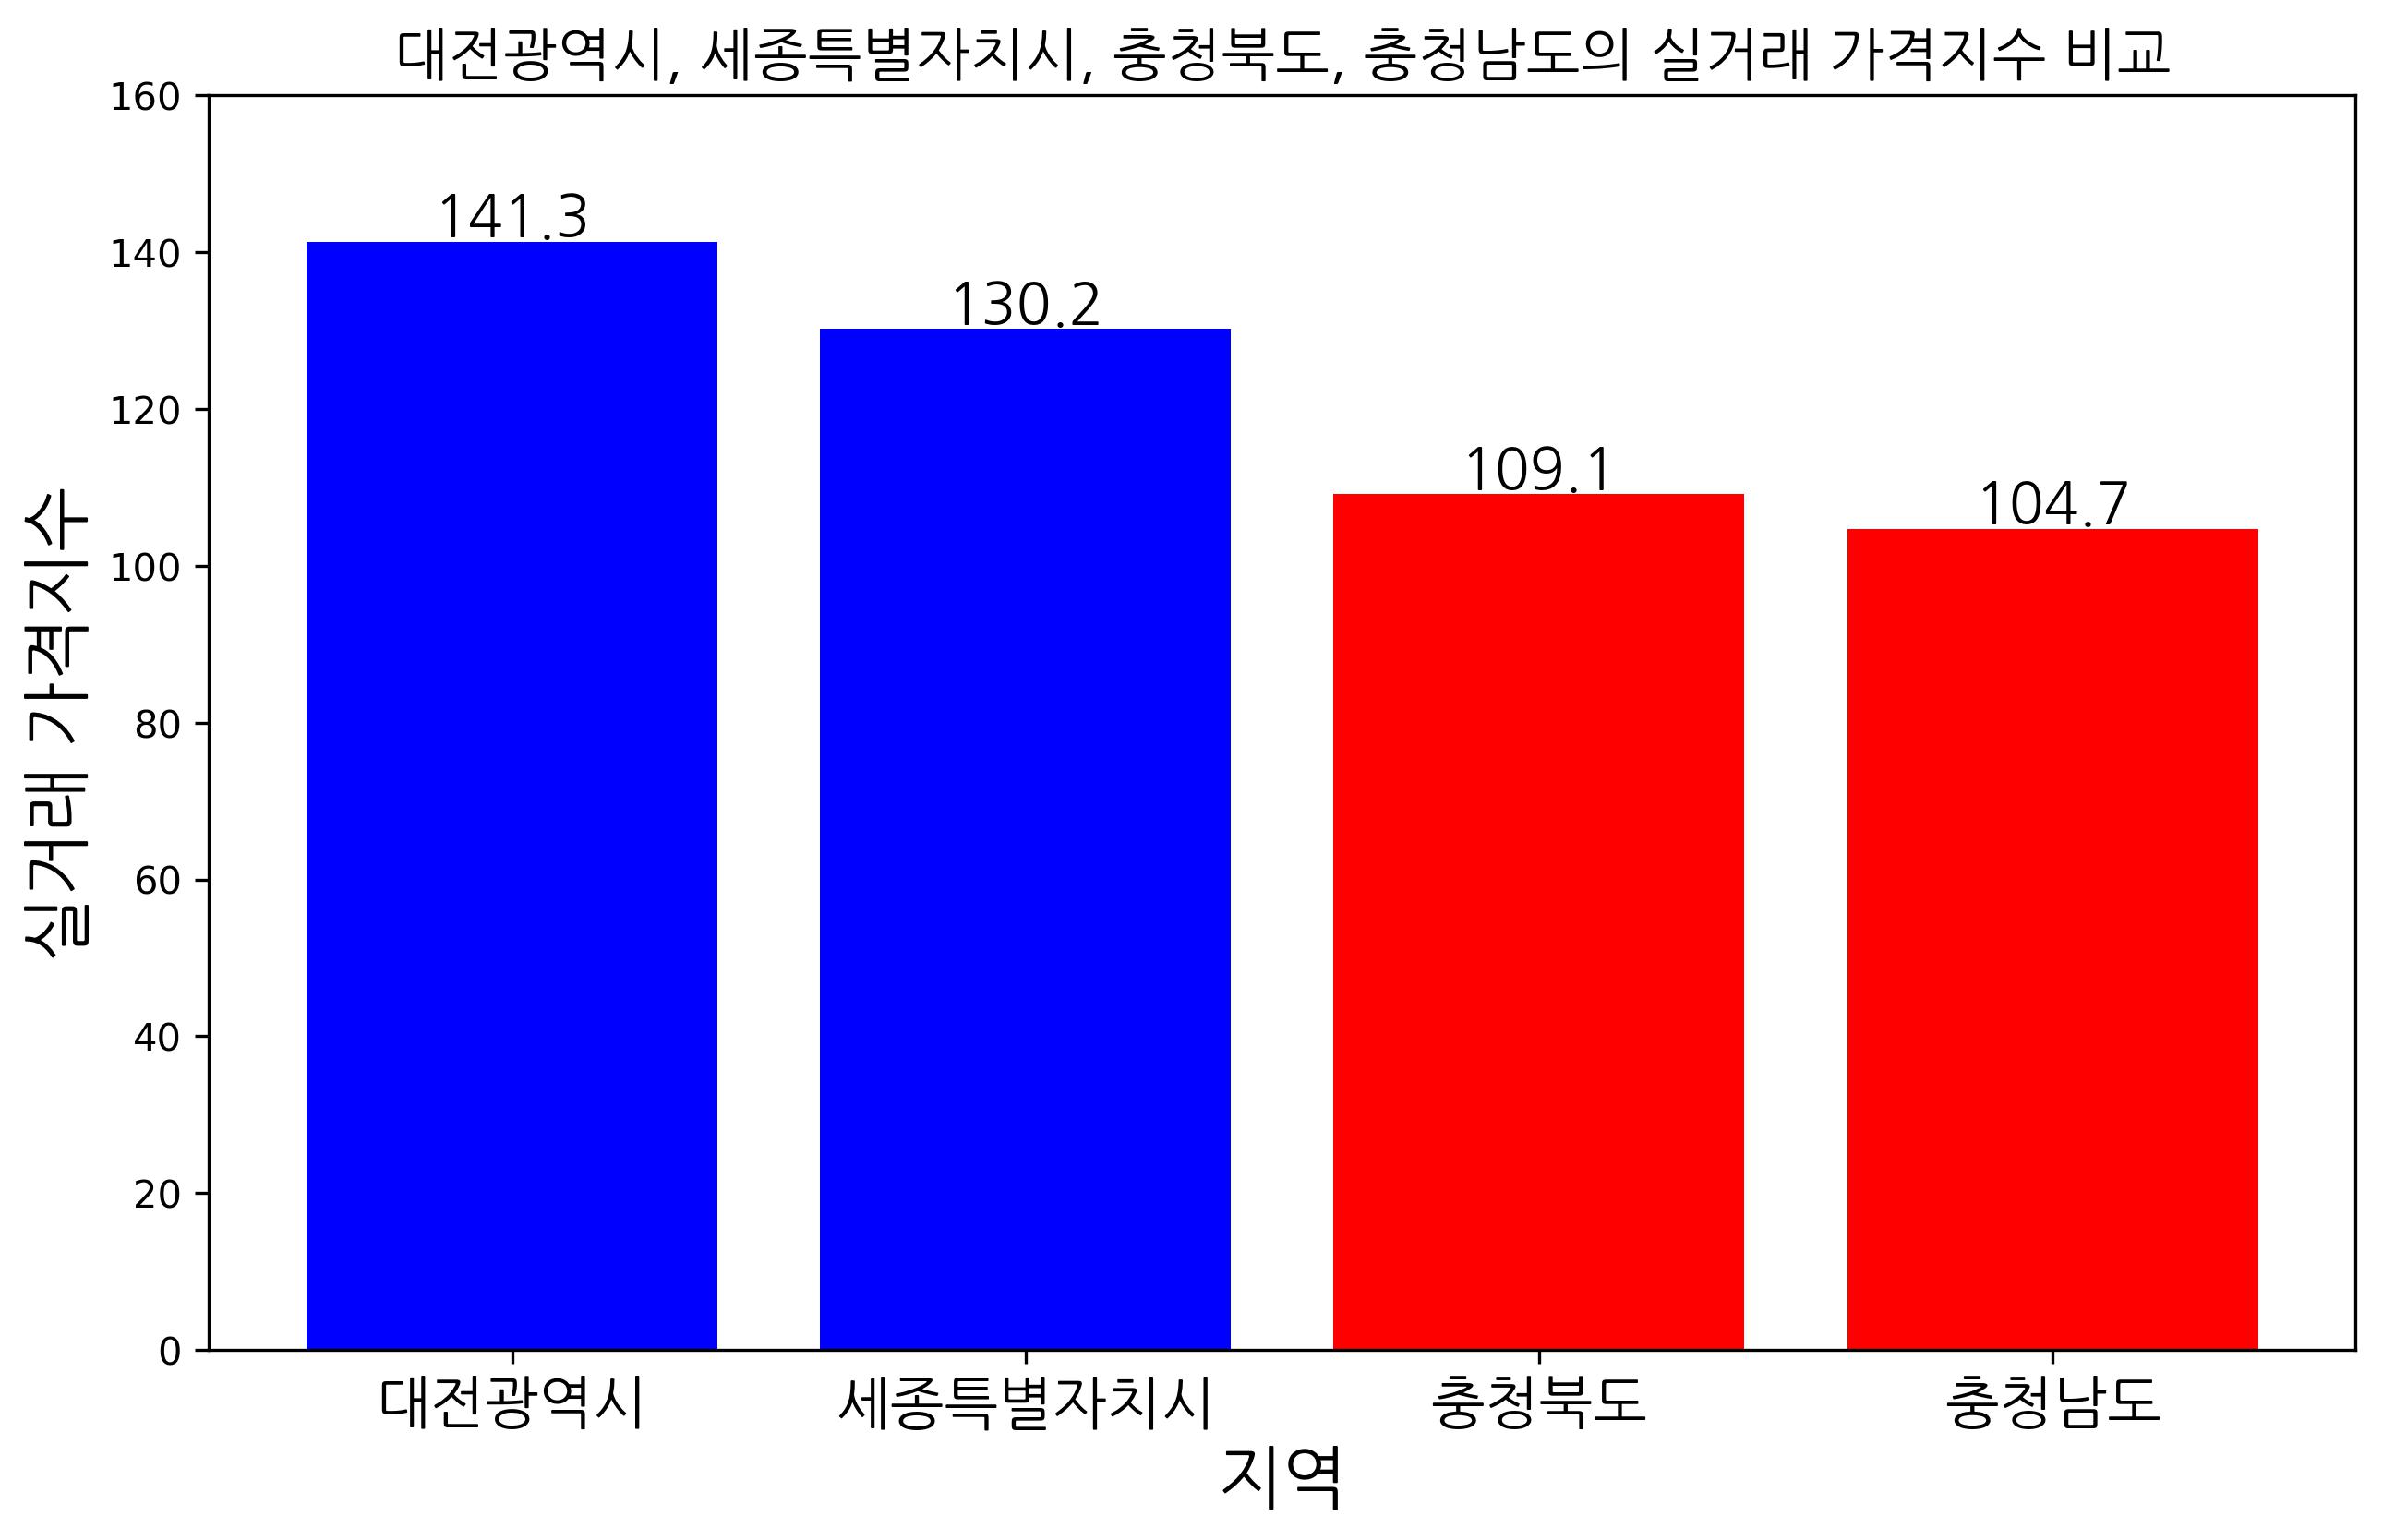 대전광역시, 세종특별자치시, 충청북도, 충청남도의 실거래 가격지수 비교
160
140
120
100
80
60
40
20
0
실거래 가격지수
141.3
130.2
109.1
104.7
대전광역시
세종특별자치시
충청북도
충청남도
지역